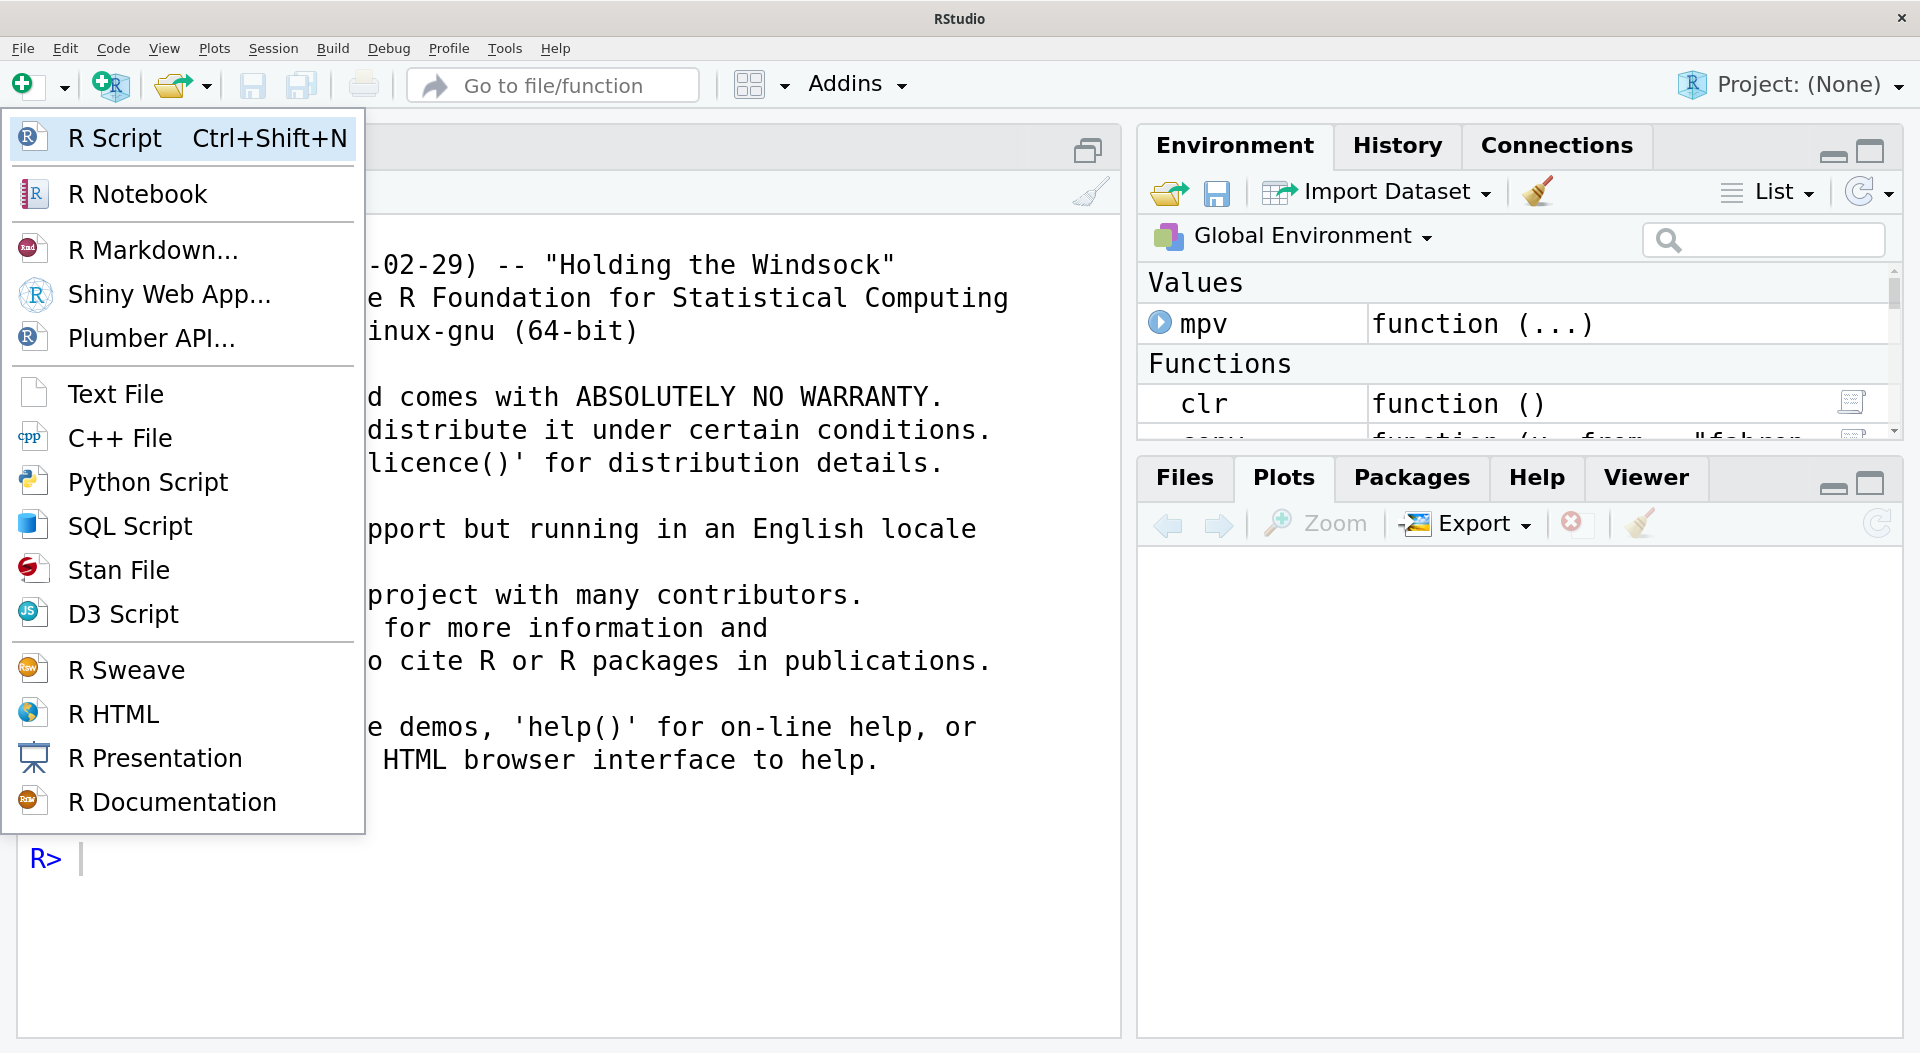 RStudio
File Edit Code View Plots Session Build Debug Profile Tools Help
Go to file/function Addins Project: (None)
R Script Ctrl+Shift+N
R Notebook
R Markdown...
Shiny Web App...
Plumber API...
Text File
C++ File
Python Script
SQL Script
Stan File
D3 Script
R Sweave
R HTML
R Presentation
R Documentation
-02-29) -- "Holding the Windsock"
e R Foundation for Statistical Computing
inux-gnu (64-bit)
d comes with ABSOLUTELY NO WARRANTY.
distribute it under certain conditions.
licence()' for distribution details.
pport but running in an English locale
project with many contributors.
for more information and
o cite R or R packages in publications.
e demos, 'help()' for on-line help, or
HTML browser interface to help.
R>
Environment History Connections
Import Dataset List
Global Environment
Values
mpv function (...)
Functions
clr function ()
Files Plots Packages Help Viewer
Zoom Export